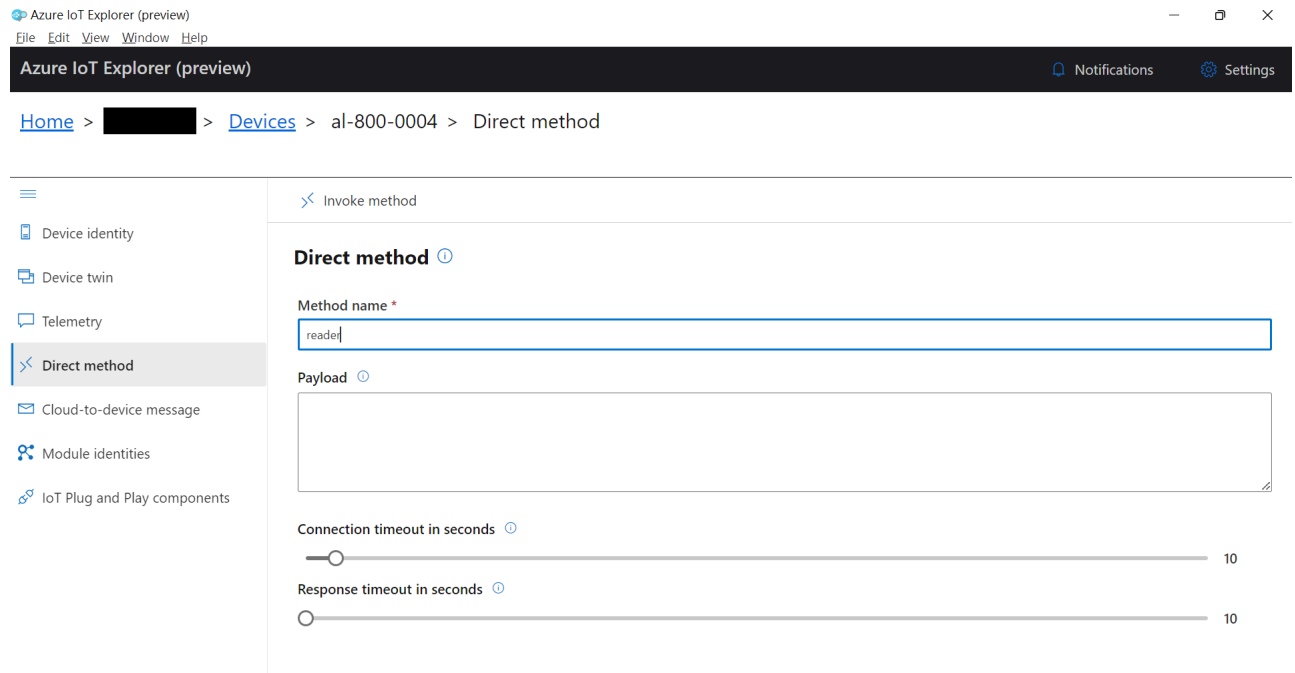 Azure IoT Explorer (preview)
File Edit View Window Help
Azure IoT Explorer (preview) Notifications Settings
Home > > Devices > al-800-0004 > Direct method
Invoke method
Device identity
Device twin
Telemetry
Direct method
Cloud-to-device message
Module identities
IoT Plug and Play components
Direct method
Method name *
reader
Payload
Connection timeout in seconds
10
Response timeout in seconds
10